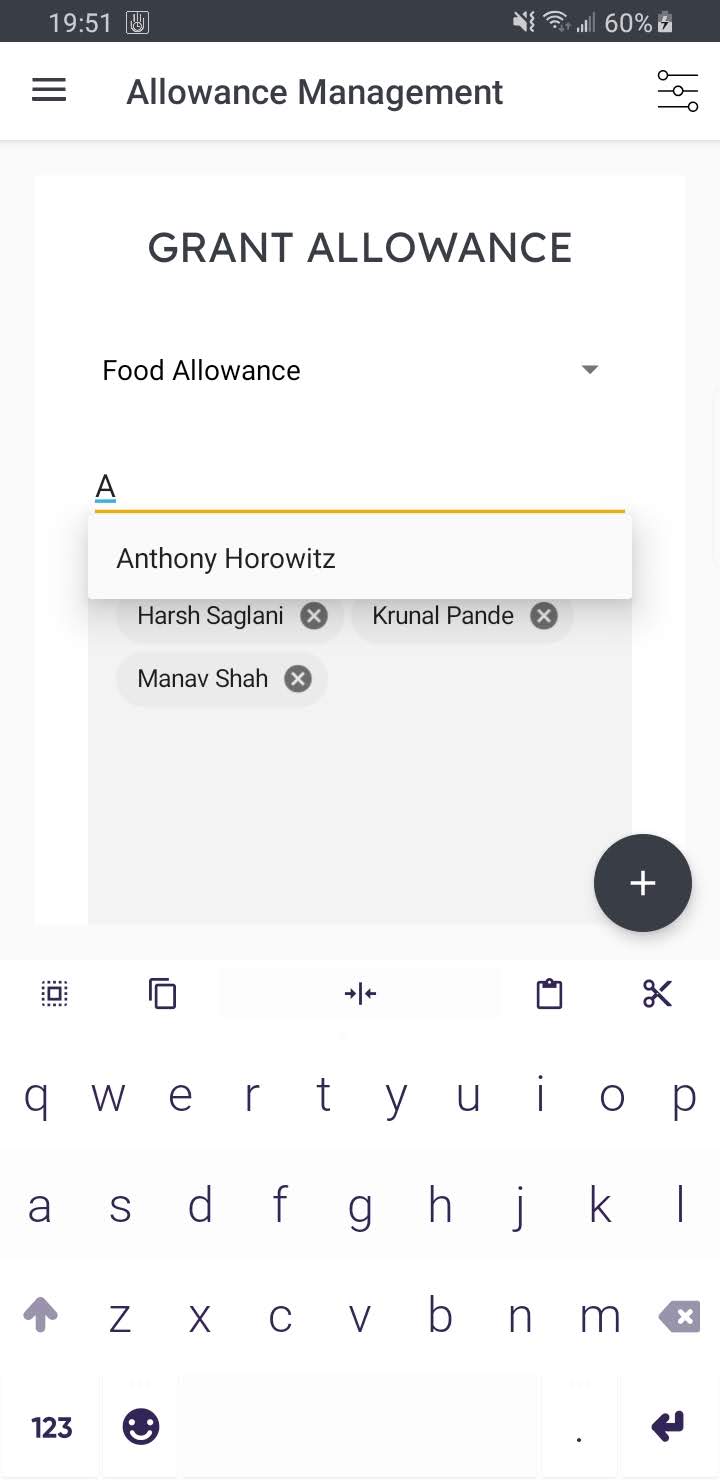 19:51 60%
Allowance Management
GRANT ALLOWANCE
Food Allowance
A
Anthony Horowitz
Harsh Saglani Krunal Pande
Manav Shah
q w e r t y u i o p
a s d f g h j k l
z x c v b n m
123 .